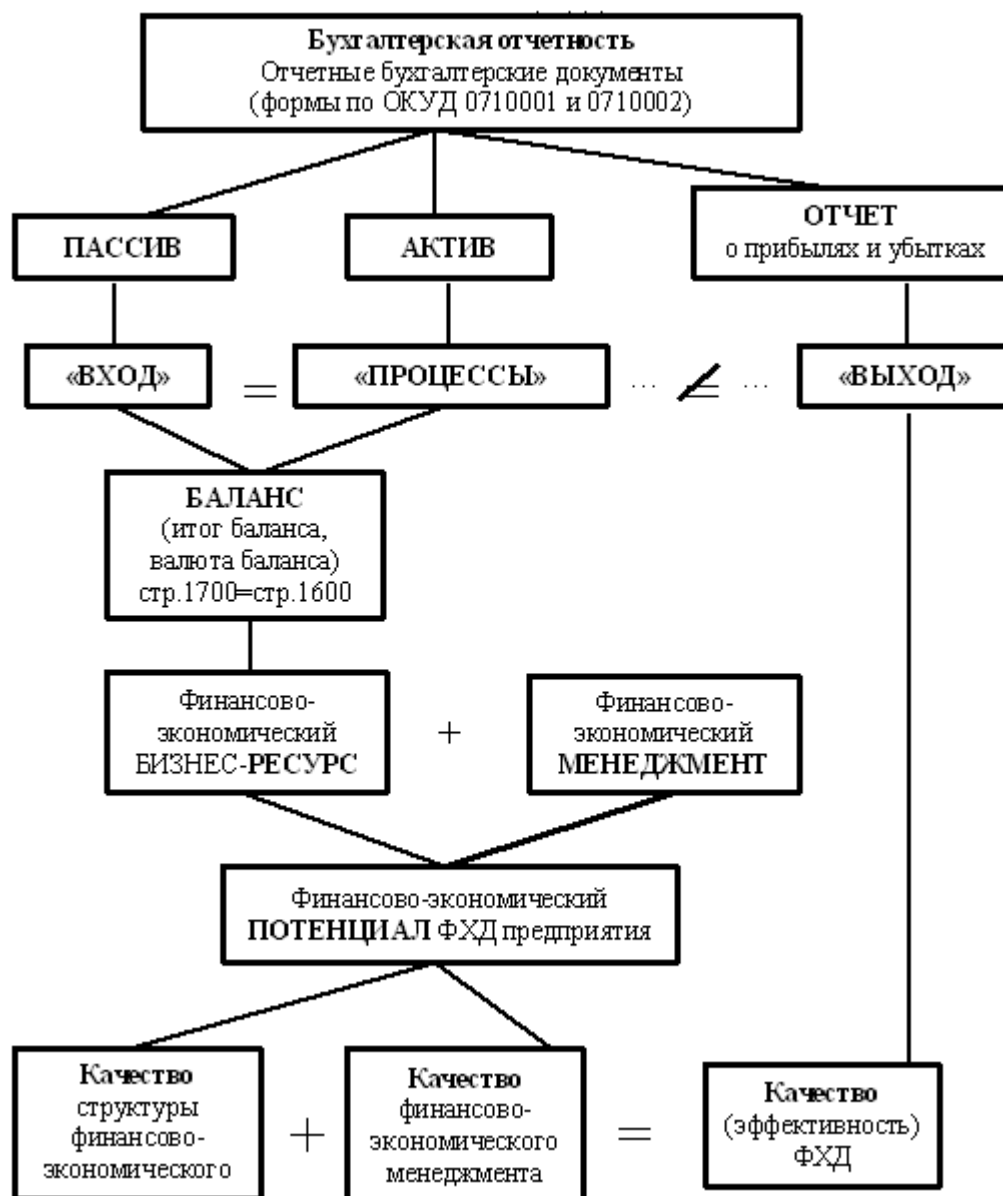 Бухгалтерская отчетность
Отчетные бухгалтерские документы
(формы по ОКУД 0710001 и 0710002)
ПАССИВ
АКТИВ
ОТЧЕТ
о прибылях и убытках
«ВХОД»
=
«ПРОЦЕССЫ»
... ≠ ...
«ВЫХОД»
БАЛАНС
(итог баланса,
валюта баланса)
стр.1700=стр.1600
Финансово-
экономический
БИЗНЕС-РЕСУРС
+
Финансово-
экономический
МЕНЕДЖМЕНТ
Финансово-экономический
ПОТЕНЦИАЛ ФХД предприятия
Качество
структуры
финансово-
экономического
+
Качество
финансово-
экономического
менеджмента
=
Качество
(эффективность)
ФХД